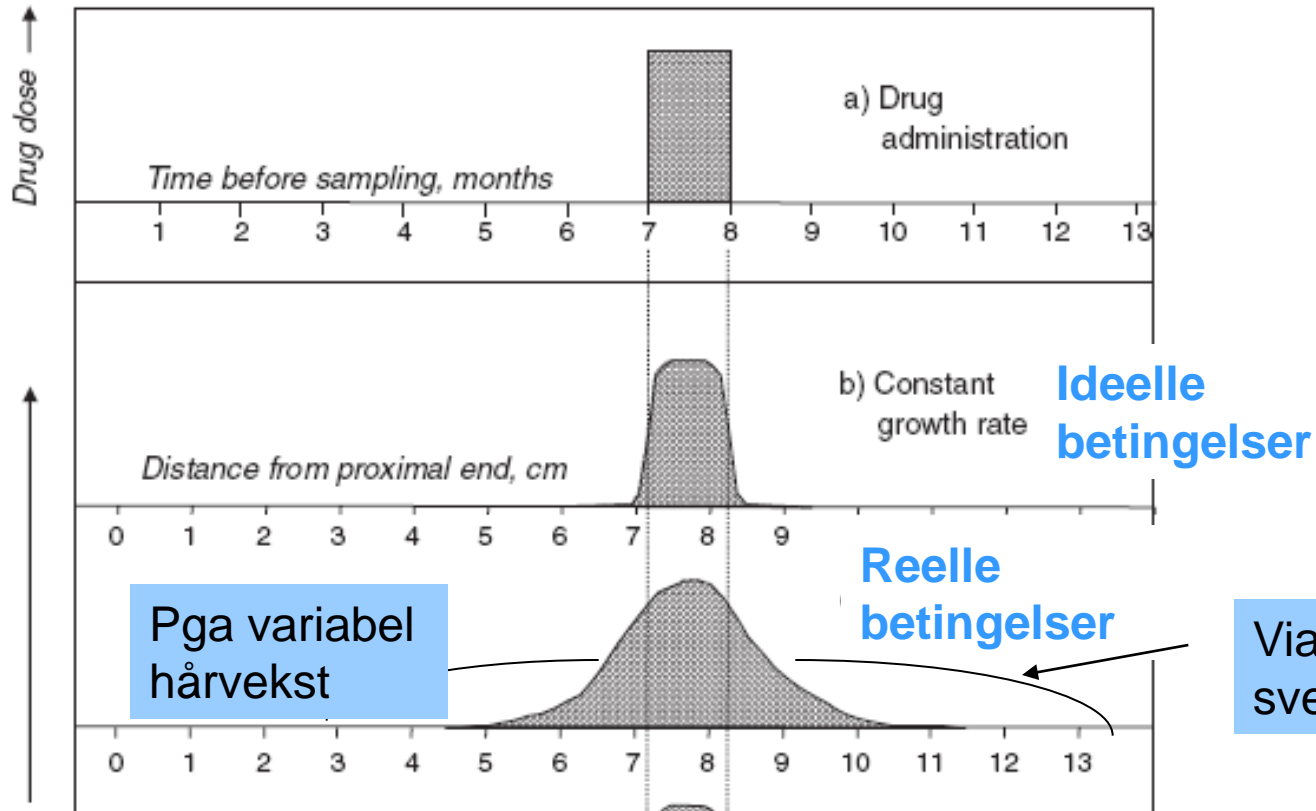 Drug dose
a) Drug
administration
Time before sampling, months
1 2 3 4 5 6 7 8 9 10 11 12 13
b) Constant
growth rate
Ideelle
betingelser
Distance from proximal end, cm
0 1 2 3 4 5 6 7 8 9
Reelle
betingelser
Pga variabel
hårvekst
Via
sve
0 1 2 3 4 5 6 7 8 9 10 11 12 13